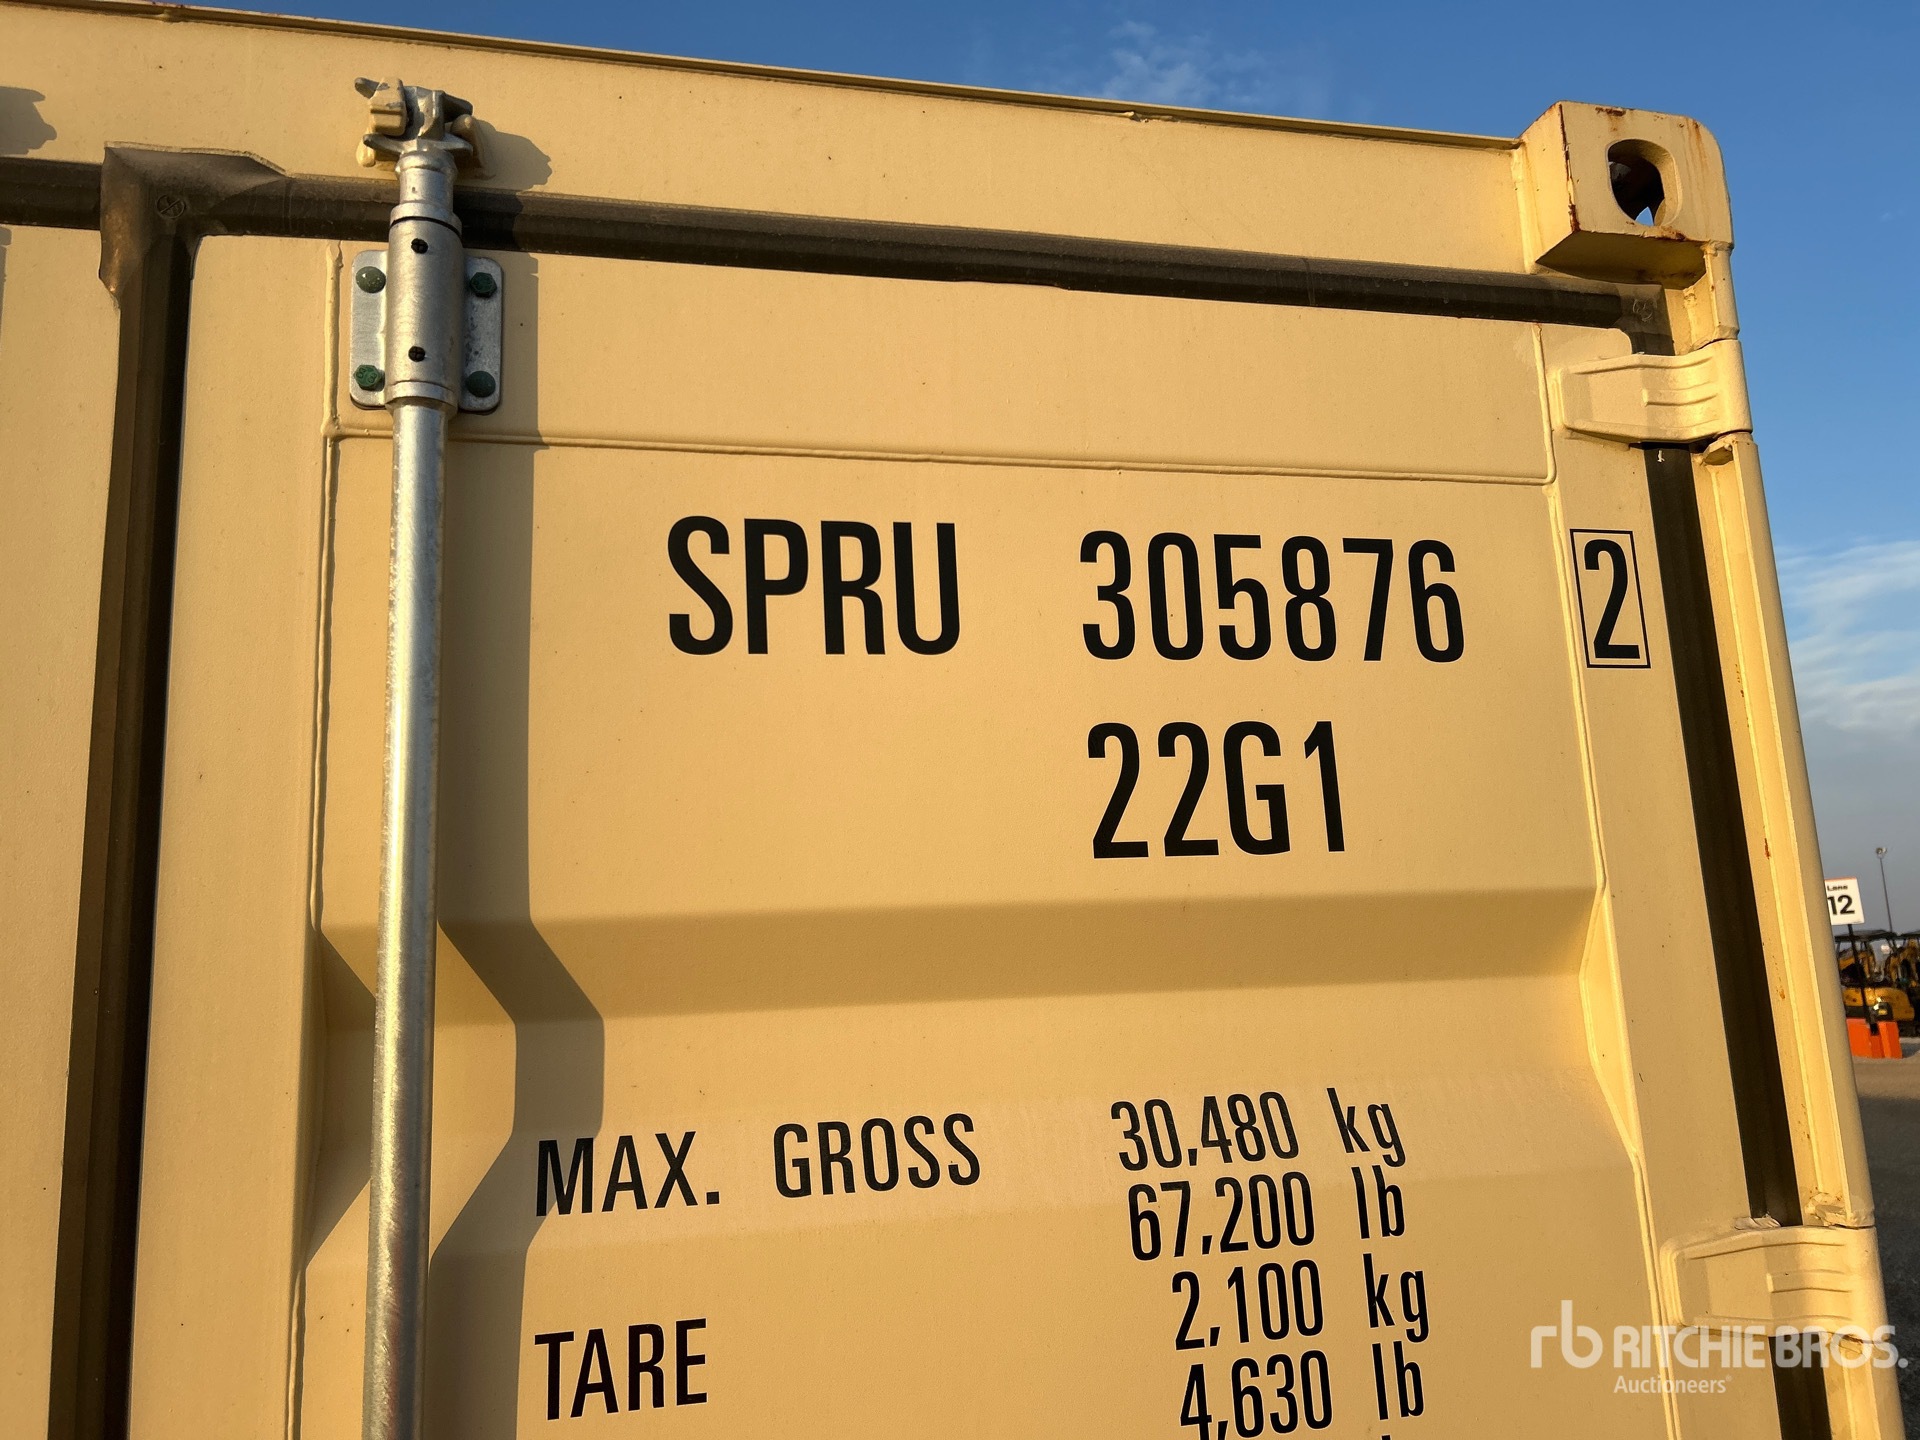 SPRU 305876 2
22G1
Lane
12
MAX. GROSS 30,480 kg
67,200 lb
TARE 2,100 kg
4,630 lb
rb RITCHIE BROS.
Auctioneers